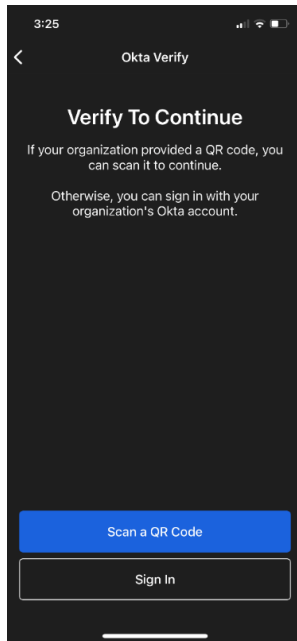 3:25
Okta Verify
Verify To Continue
If your organization provided a QR code, you
can scan it to continue.
Otherwise, you can sign in with your
organization's Okta account.
Scan a QR Code
Sign In